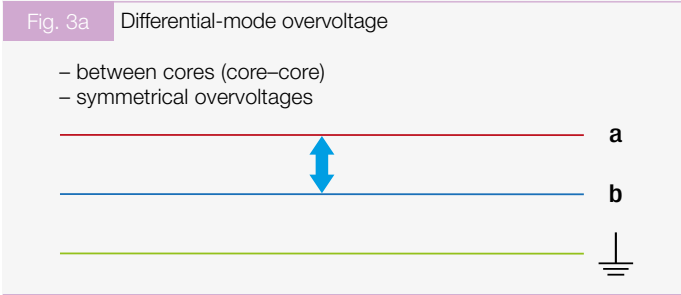 Fig. 3a Differential-mode overvoltage
– between cores (core–core)
– symmetrical overvoltages
a
b